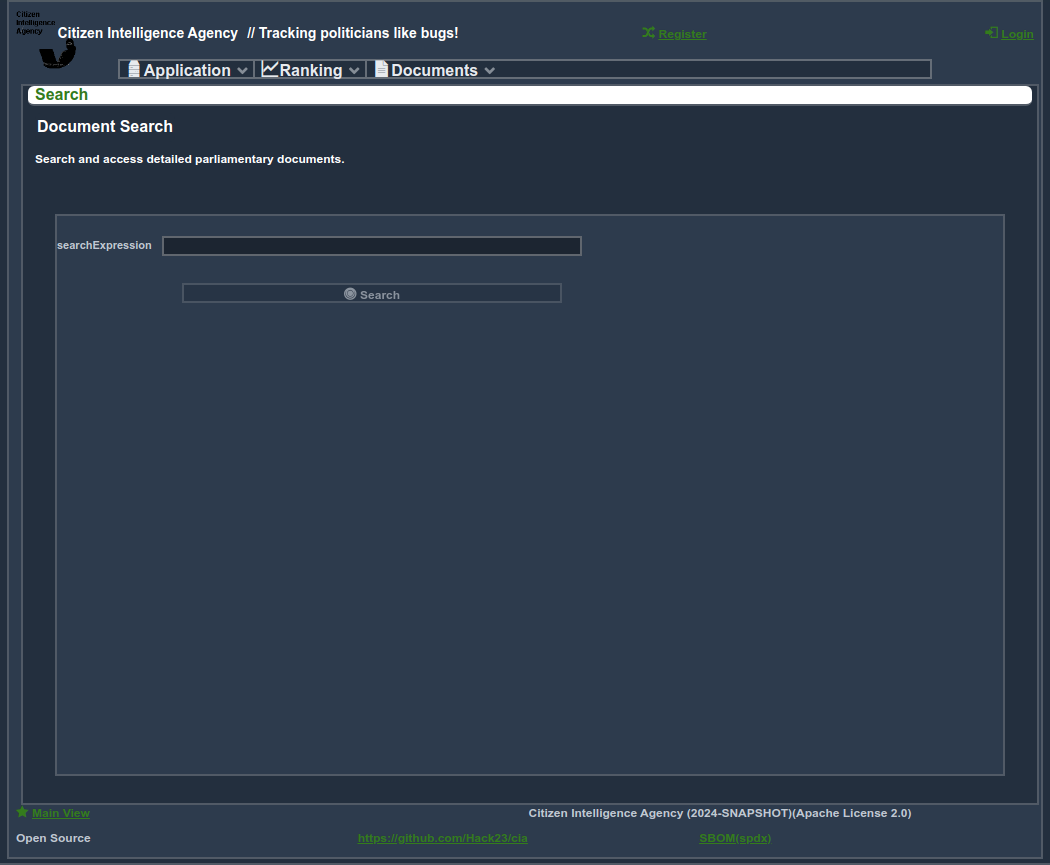 Citizen
Intelligence
Agency
Citizen Intelligence Agency // Tracking politicians like bugs!
Register
Login
Application
Ranking
Documents
Search
Document Search
Search and access detailed parliamentary documents.
searchExpression
Search
Main View
Citizen Intelligence Agency (2024-SNAPSHOT)(Apache License 2.0)
Open Source
https://github.com/Hack23/cia
SBOM(spdx)